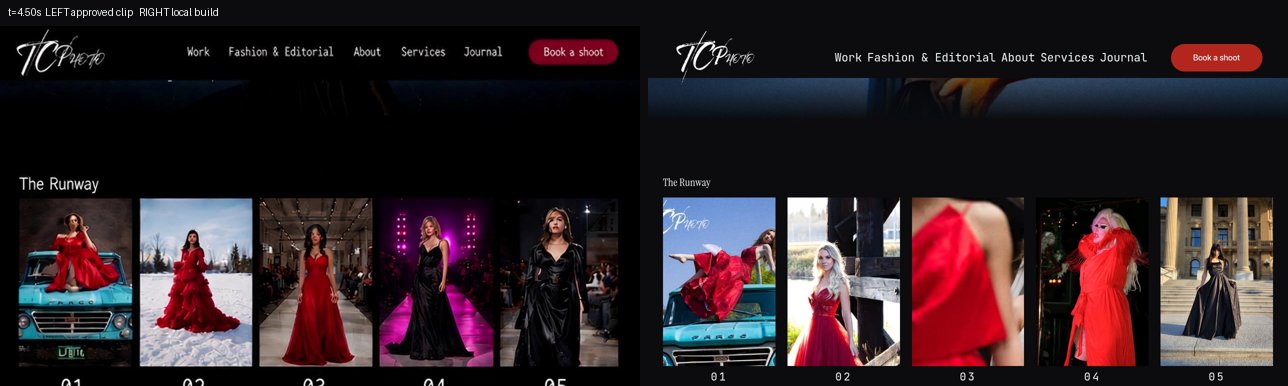 t=4.50s LEFT approved clip RIGHT local build
TCPHOTO
Work Fashion & Editorial About Services Journal
Book a shoot
The Runway
FARGO
01 02 03 04 05
TCPHOTO
Work Fashion & Editorial About Services Journal
Book a shoot
The Runway
CPHOTO
01 02 03 04 05